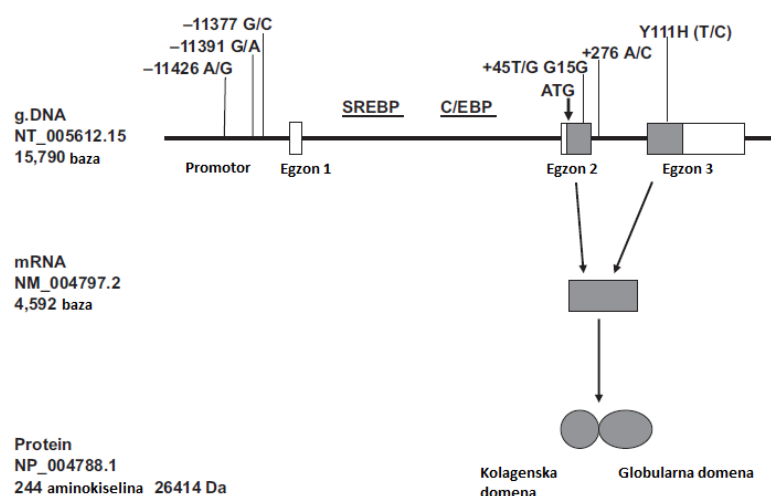 −11377 G/C
−11391 G/A
−11426 A/G
Y111H (T/C)
+276 A/C
+45T/G G15G
ATG
SREBP
C/EBP
g.DNA
NT_005612.15
15,790 baza
Promotor
Egzon 1
Egzon 2
Egzon 3
mRNA
NM_004797.2
4,592 baza
Protein
NP_004788.1
244 aminokiselina 26414 Da
Kolagenska
domena
Globularna domena